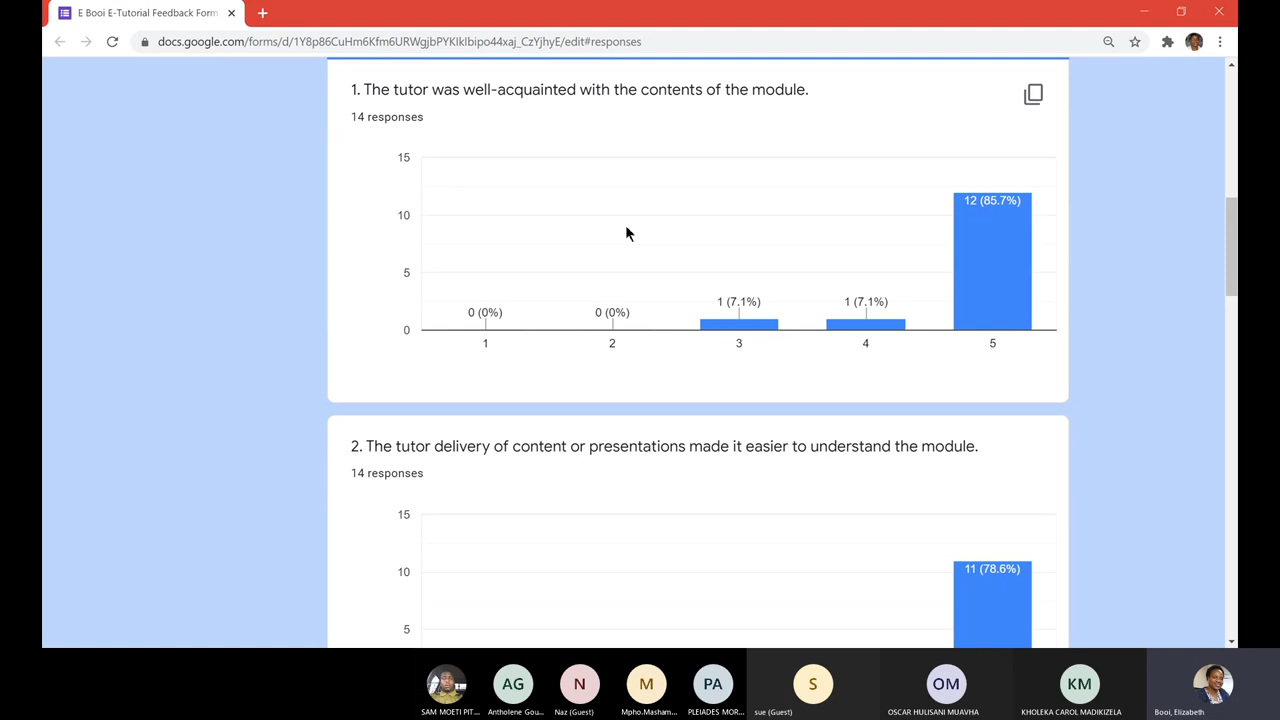 E Booi E-Tutorial Feedback Form
docs.google.com/forms/d/1Y8p86CuHm6Kfm6URWgjbPYKIklbipo44xaj_CzYjhyE/edit#responses
1. The tutor was well-acquainted with the contents of the module.
14 responses
15
10
5
0
0 (0%)
0 (0%)
1 (7.1%)
1 (7.1%)
12 (85.7%)
1
2
3
4
5
2. The tutor delivery of content or presentations made it easier to understand the module.
14 responses
15
10
5
11 (78.6%)
AG
N
M
PA
S
OM
KM
SAM MOETI PIT...
Antholene Gou...
Naz (Guest)
Mpho.Masham...
PLEIADES MOR...
sue (Guest)
OSCAR HULISANI MUAVHA
KHOLEKA CAROL MADIKIZELA
Booi, Elizabeth